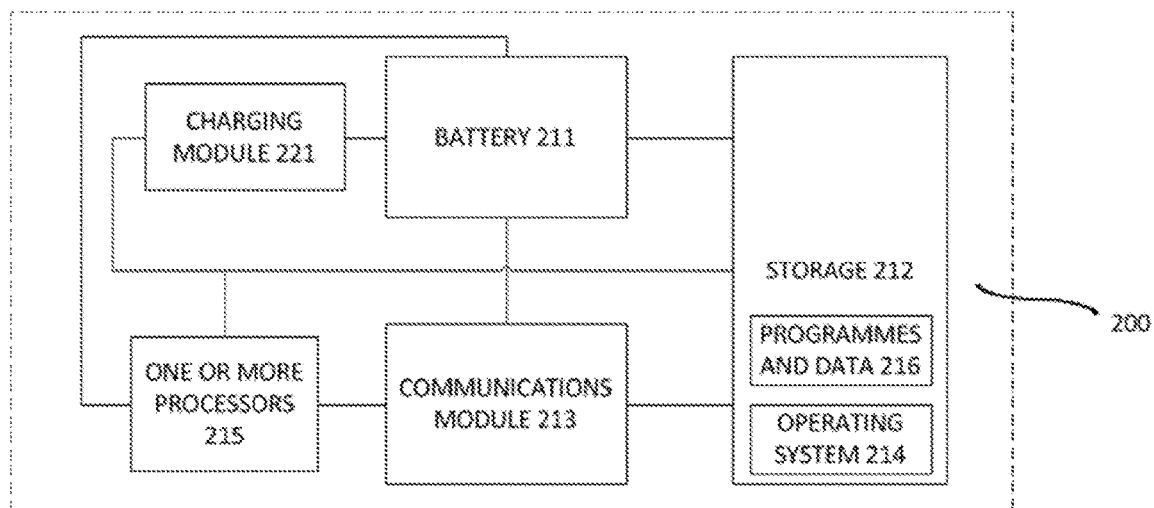 CHARGING
MODULE 221
BATTERY 211
STORAGE 212
PROGRAMMES
AND DATA 216
OPERATING
SYSTEM 214
ONE OR MORE
PROCESSORS
215
COMMUNICATIONS
MODULE 213
200